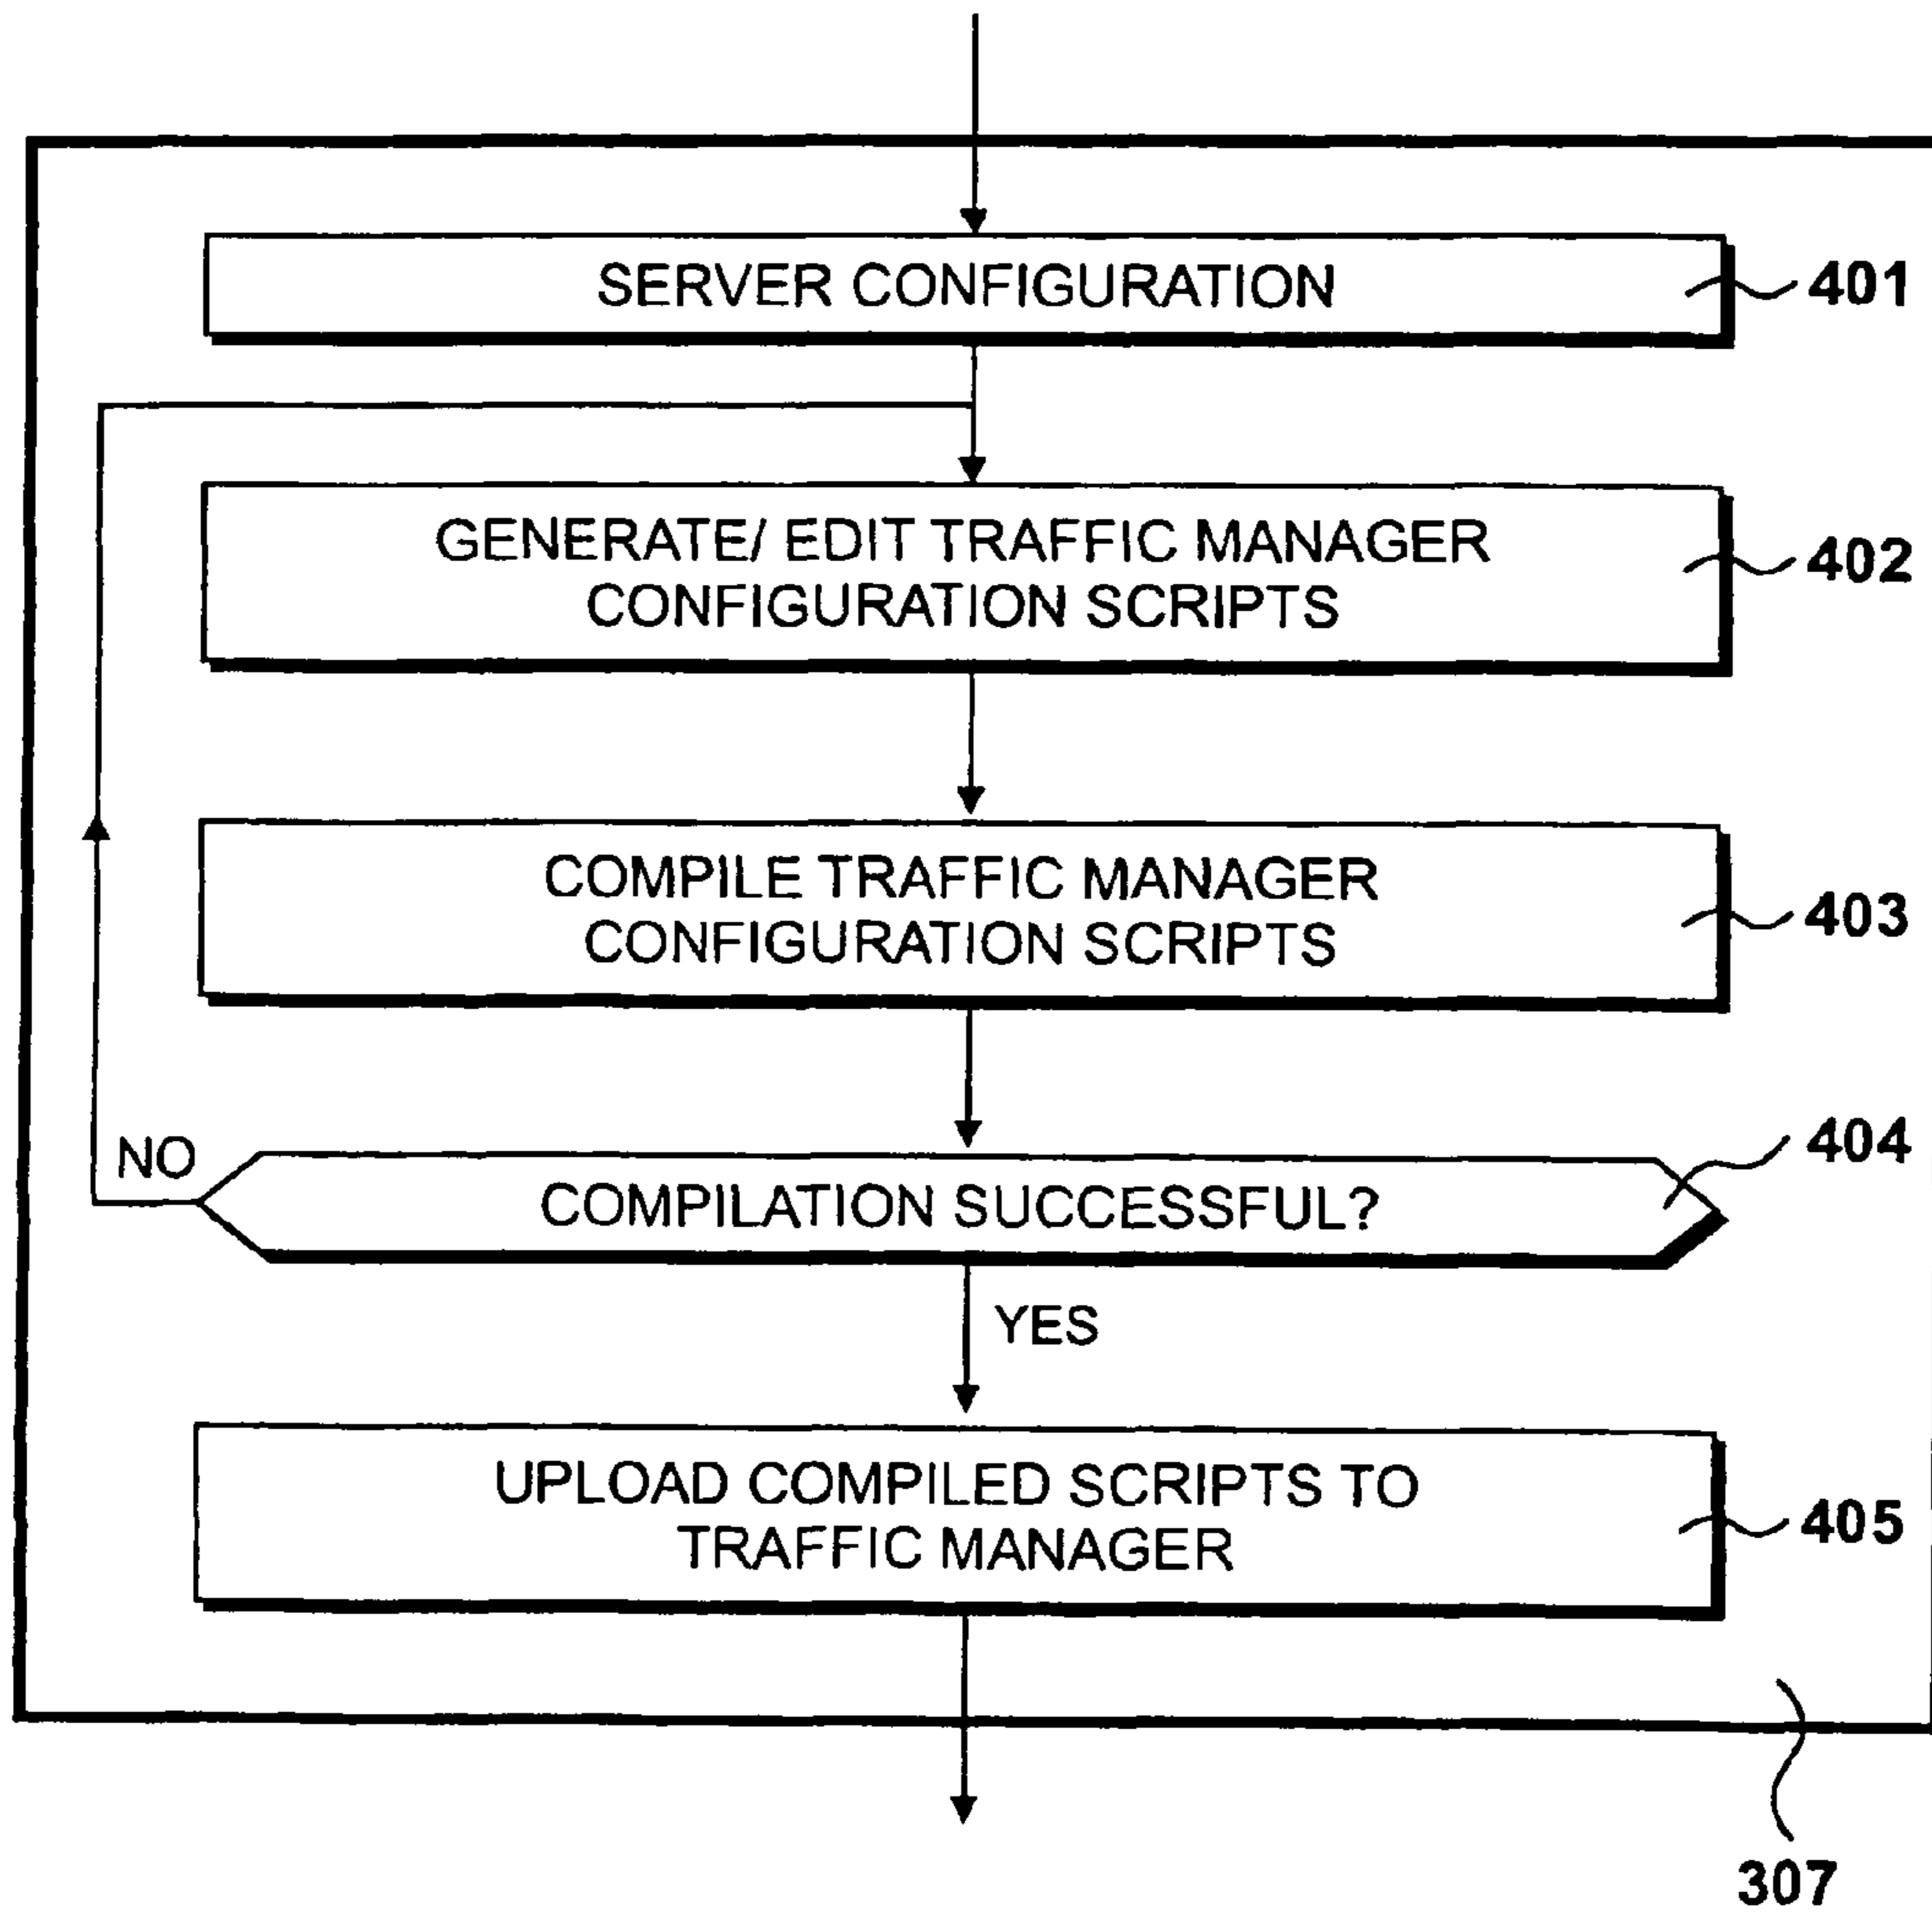 SERVER CONFIGURATION
401
GENERATE/ EDIT TRAFFIC MANAGER
CONFIGURATION SCRIPTS
402
COMPILE TRAFFIC MANAGER
CONFIGURATION SCRIPTS
403
NO
COMPILATION SUCCESSFUL?
404
YES
UPLOAD COMPILED SCRIPTS TO
TRAFFIC MANAGER
405
307